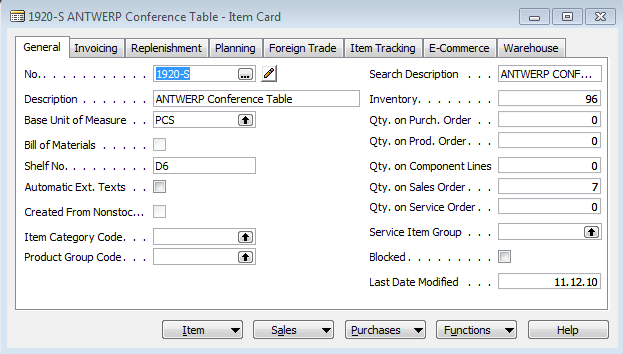 1920-S ANTWERP Conference Table - Item Card
General Invoicing Replenishment Planning Foreign Trade Item Tracking E-Commerce Warehouse
No. . . . . . . . . . . . 1920-S ...
Description . . . . . . ANTWERP Conference Table
Base Unit of Measure . . PCS
Bill of Materials . . . . .
Shelf No. . . . . . . . . . D6
Automatic Ext. Texts . .
Created From Nonstoc...
Item Category Code. . .
Product Group Code. . .
Search Description . . . ANTWERP CONF...
Inventory. . . . . . . . 96
Qty. on Purch. Order . . 0
Qty. on Prod. Order. . . 0
Qty. on Component Lines 0
Qty. on Sales Order. . . 7
Qty. on Service Order. . 0
Service Item Group . . .
Blocked. . . . . . . . .
Last Date Modified . . . 11.12.10
Item Sales Purchases Functions Help